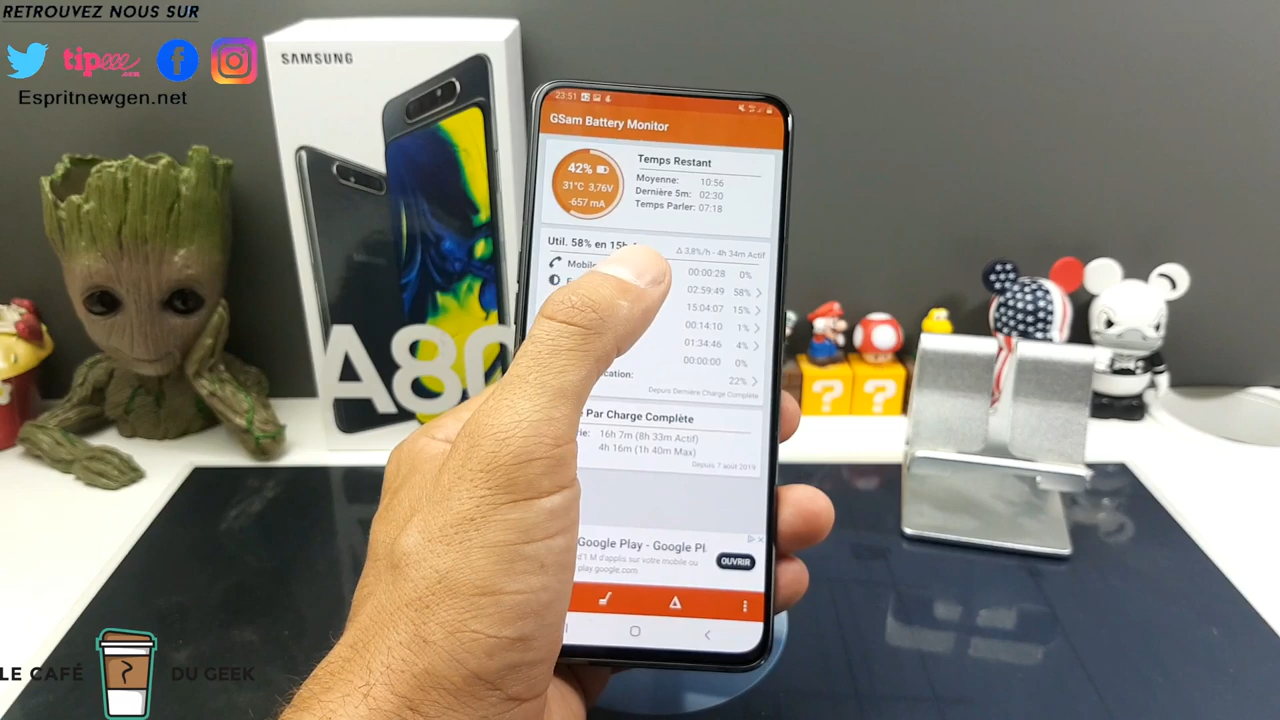 RETROUVEZ NOUS SUR
tipeee.com
Espritnewgen.net
SAMSUNG
A80
23:51
GSam Battery Monitor
42%
31°C 3,76V
-657 mA
Temps Restant
Moyenne: 10:56
Dernière 5m: 02:30
Temps Parler: 07:18
Util. 58% en 15h
Δ 3,8%/h - 4h 34m Actif
Mobile
00:00:28 0%
02:59:49 58%
15:04:07 15%
00:14:10 1%
01:34:46 4%
00:00:00 0%
22%
Depuis Dernière Charge Complète
Par Charge Complète
16h 7m (8h 33m Actif)
4h 16m (1h 40m Max)
Depuis 7 août 2019
Google Play - Google Pl
d'1 M d'applis sur votre mobile ou
play.google.com
OUVRIR
LE CAFÉ DU GEEK